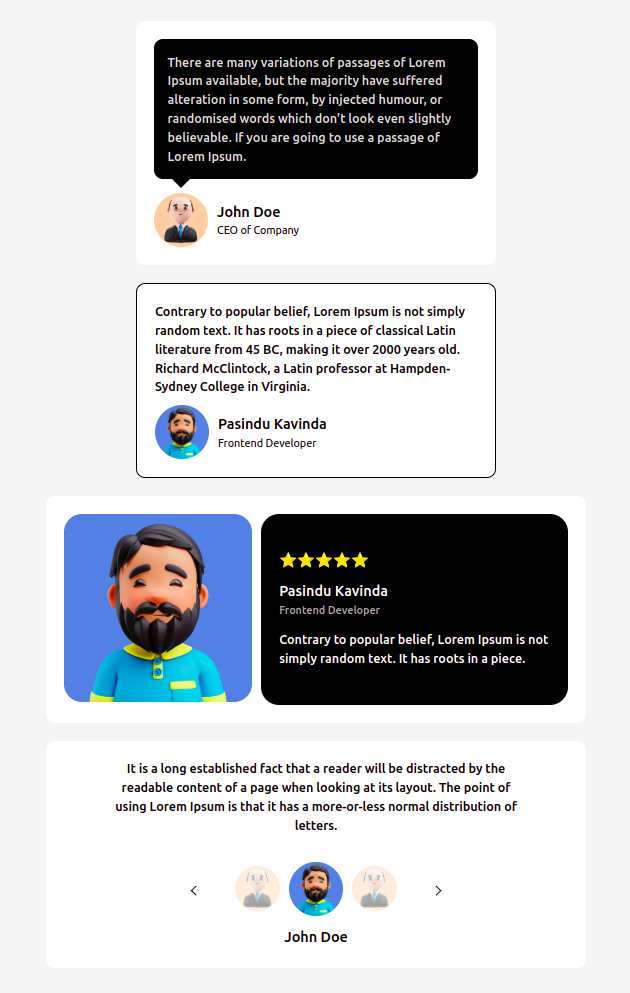 There are many variations of passages of Lorem
Ipsum available, but the majority have suffered
alteration in some form, by injected humour, or
randomised words which don't look even slightly
believable. If you are going to use a passage of
Lorem Ipsum.
John Doe
CEO of Company
Contrary to popular belief, Lorem Ipsum is not simply
random text. It has roots in a piece of classical Latin
literature from 45 BC, making it over 2000 years old.
Richard McClintock, a Latin professor at Hampden-
Sydney College in Virginia.
Pasindu Kavinda
Frontend Developer
Pasindu Kavinda
Frontend Developer
Contrary to popular belief, Lorem Ipsum is not
simply random text. It has roots in a piece.
It is a long established fact that a reader will be distracted by the
readable content of a page when looking at its layout. The point of
using Lorem Ipsum is that it has a more-or-less normal distribution of
letters.
John Doe